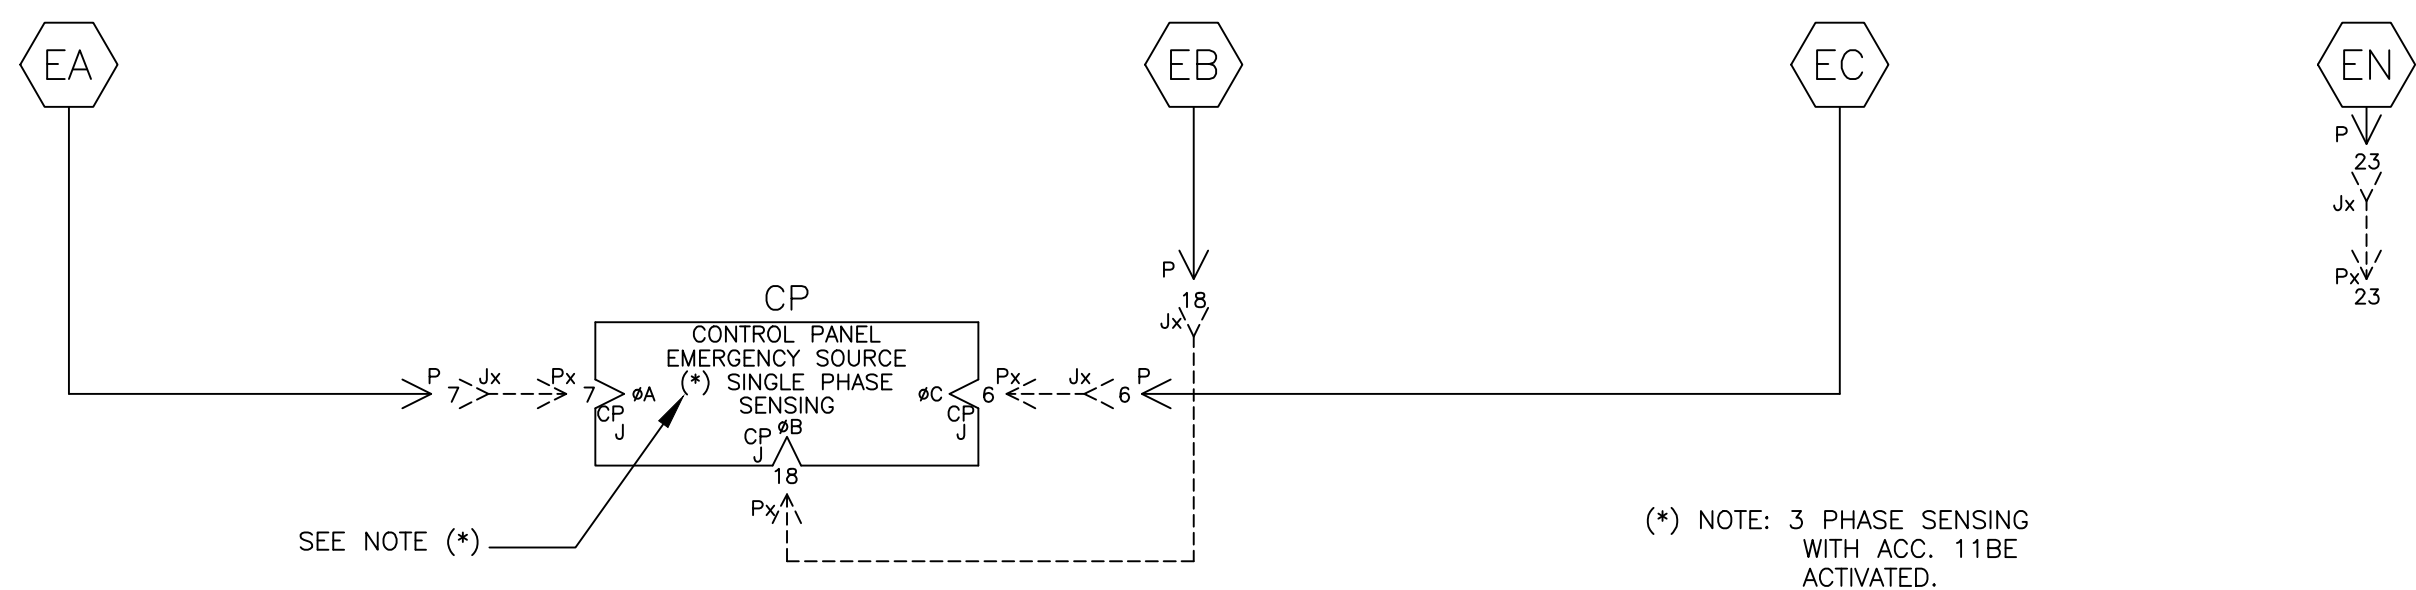 EA
EB
EC
EN
P
23
Jx
Px
23
P
18
Jx
CP
CONTROL PANEL
EMERGENCY SOURCE
(*) SINGLE PHASE
SENSING
P 7 Jx Px 7 øA
CP
J
øC 6 Px Jx 6 P
CP
J
øB
CP
J
18
Px
SEE NOTE (*)
(*) NOTE: 3 PHASE SENSING
WITH ACC. 11BE
ACTIVATED.